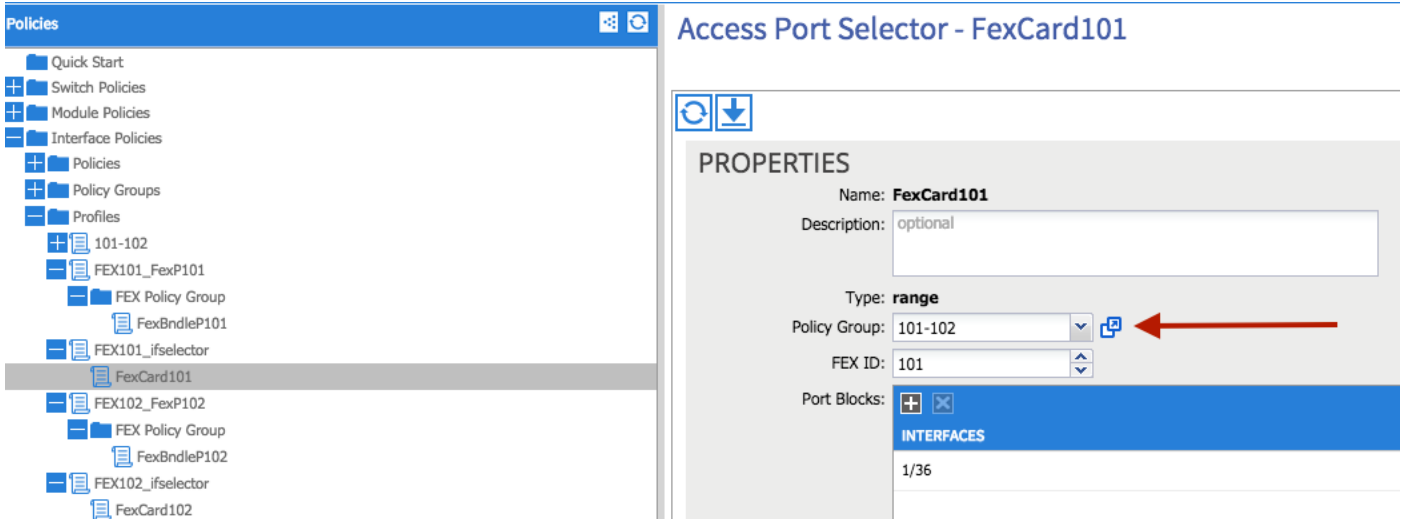 Policies
Quick Start
Switch Policies
Module Policies
Interface Policies
Policies
Policy Groups
Profiles
101-102
FEX101_FexP101
FEX Policy Group
FexBndleP101
FEX101_ifselector
FexCard101
FEX102_FexP102
FEX Policy Group
FexBndleP102
FEX102_ifselector
FexCard102
Access Port Selector - FexCard101
PROPERTIES
Name: FexCard101
Description: optional
Type: range
Policy Group: 101-102
FEX ID: 101
Port Blocks:
INTERFACES
1/36